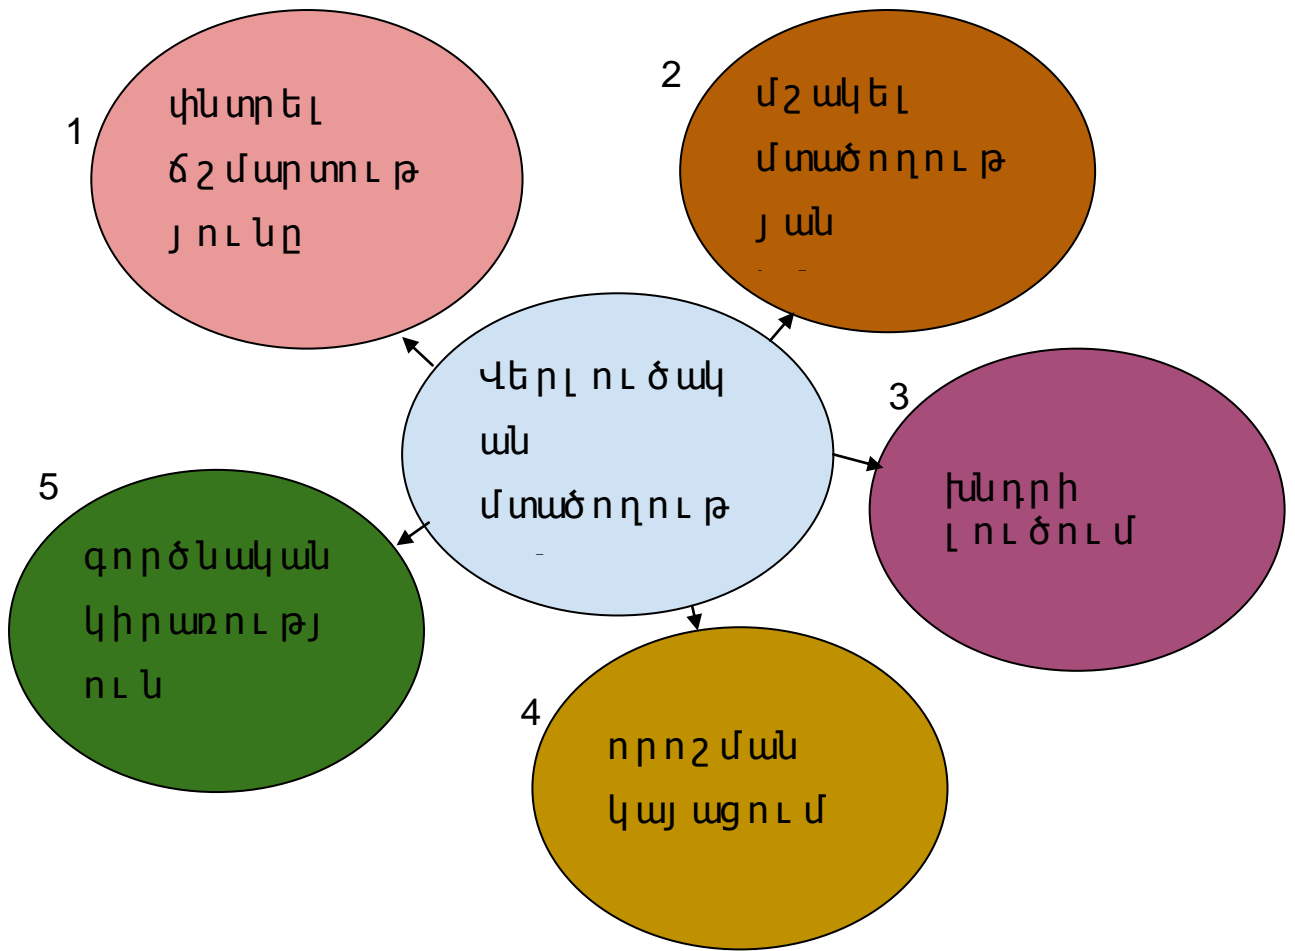 1
փնտրել
ճշմարտութ
յունը
2
մշակել
մտածողութ
յան
Վերլուծակ
ան
մտածողութ
3
խնդրի
լուծում
4
որոշման
կայացում
5
գործնական
կիրառությ
ուն